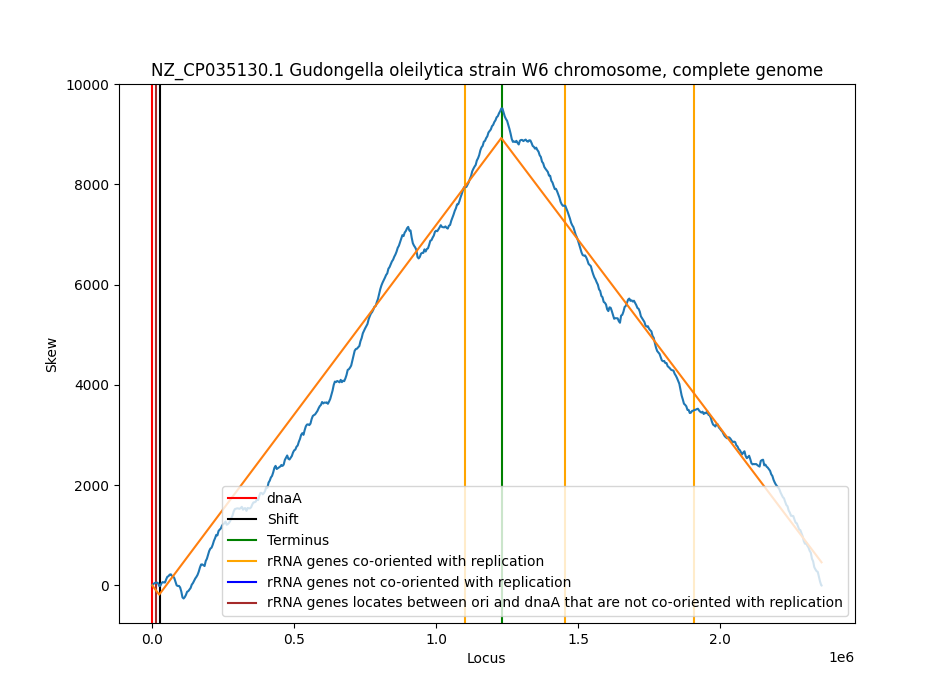 NZ_CP035130.1 Gudongella oleilytica strain W6 chromosome, complete genome
10000
8000
6000
4000
2000
0
Skew
dnaA
Shift
Terminus
rRNA genes co-oriented with replication
rRNA genes not co-oriented with replication
rRNA genes locates between ori and dnaA that are not co-oriented with replication
0.0 0.5 1.0 1.5 2.0
Locus
1e6